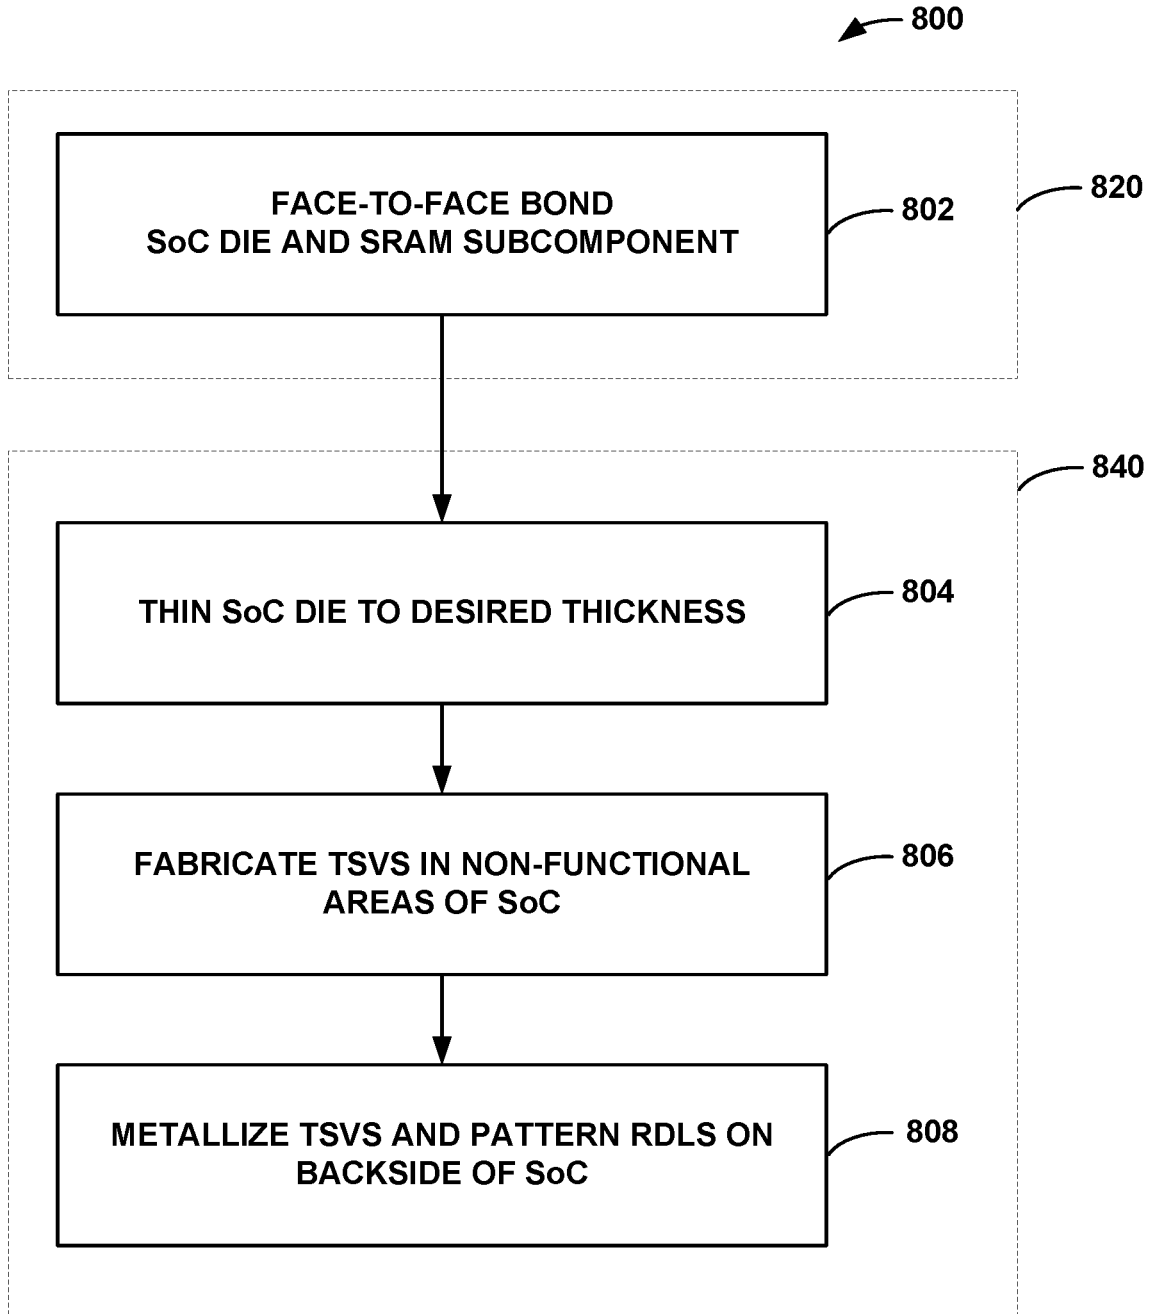 800
FACE-TO-FACE BOND
SoC DIE AND SRAM SUBCOMPONENT
802
820
840
THIN SoC DIE TO DESIRED THICKNESS
804
FABRICATE TSVS IN NON-FUNCTIONAL
AREAS OF SoC
806
METALLIZE TSVS AND PATTERN RDLS ON
BACKSIDE OF SoC
808